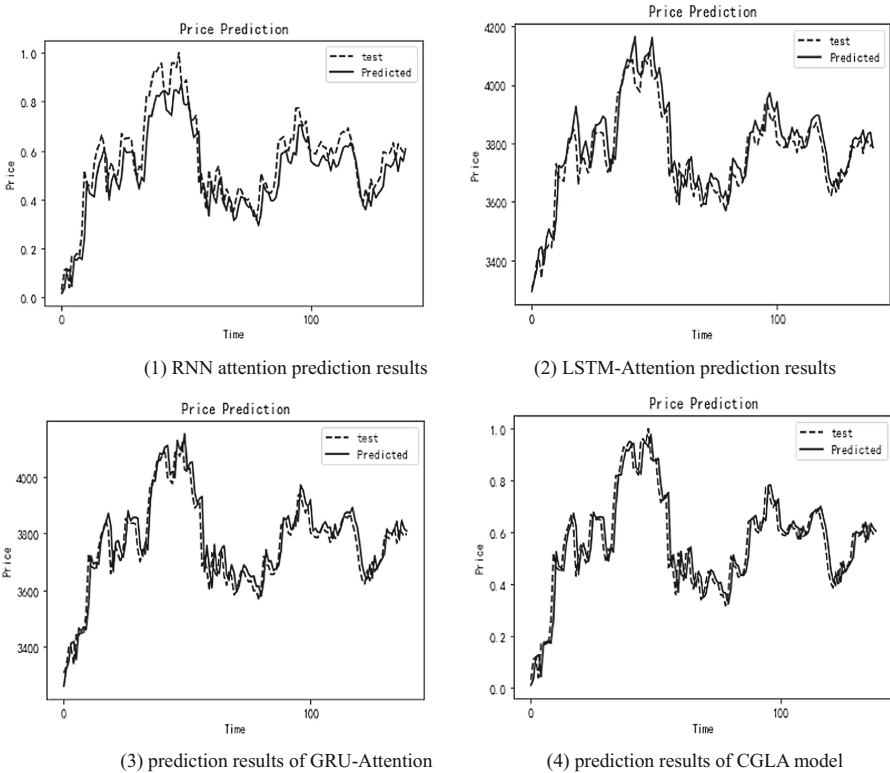 Price Prediction
1.0
0.8
0.6
0.4
0.2
0.0
Price
0
100
Time
test
Predicted
(1) RNN attention prediction results
Price Prediction
4200
4000
3800
3600
3400
Price
0
100
Time
test
Predicted
(2) LSTM-Attention prediction results
Price Prediction
4000
3800
3600
3400
Price
0
100
Time
test
Predicted
(3) prediction results of GRU-Attention
Price Prediction
1.0
0.8
0.6
0.4
0.2
0.0
Price
0
100
Time
test
Predicted
(4) prediction results of CGLA model